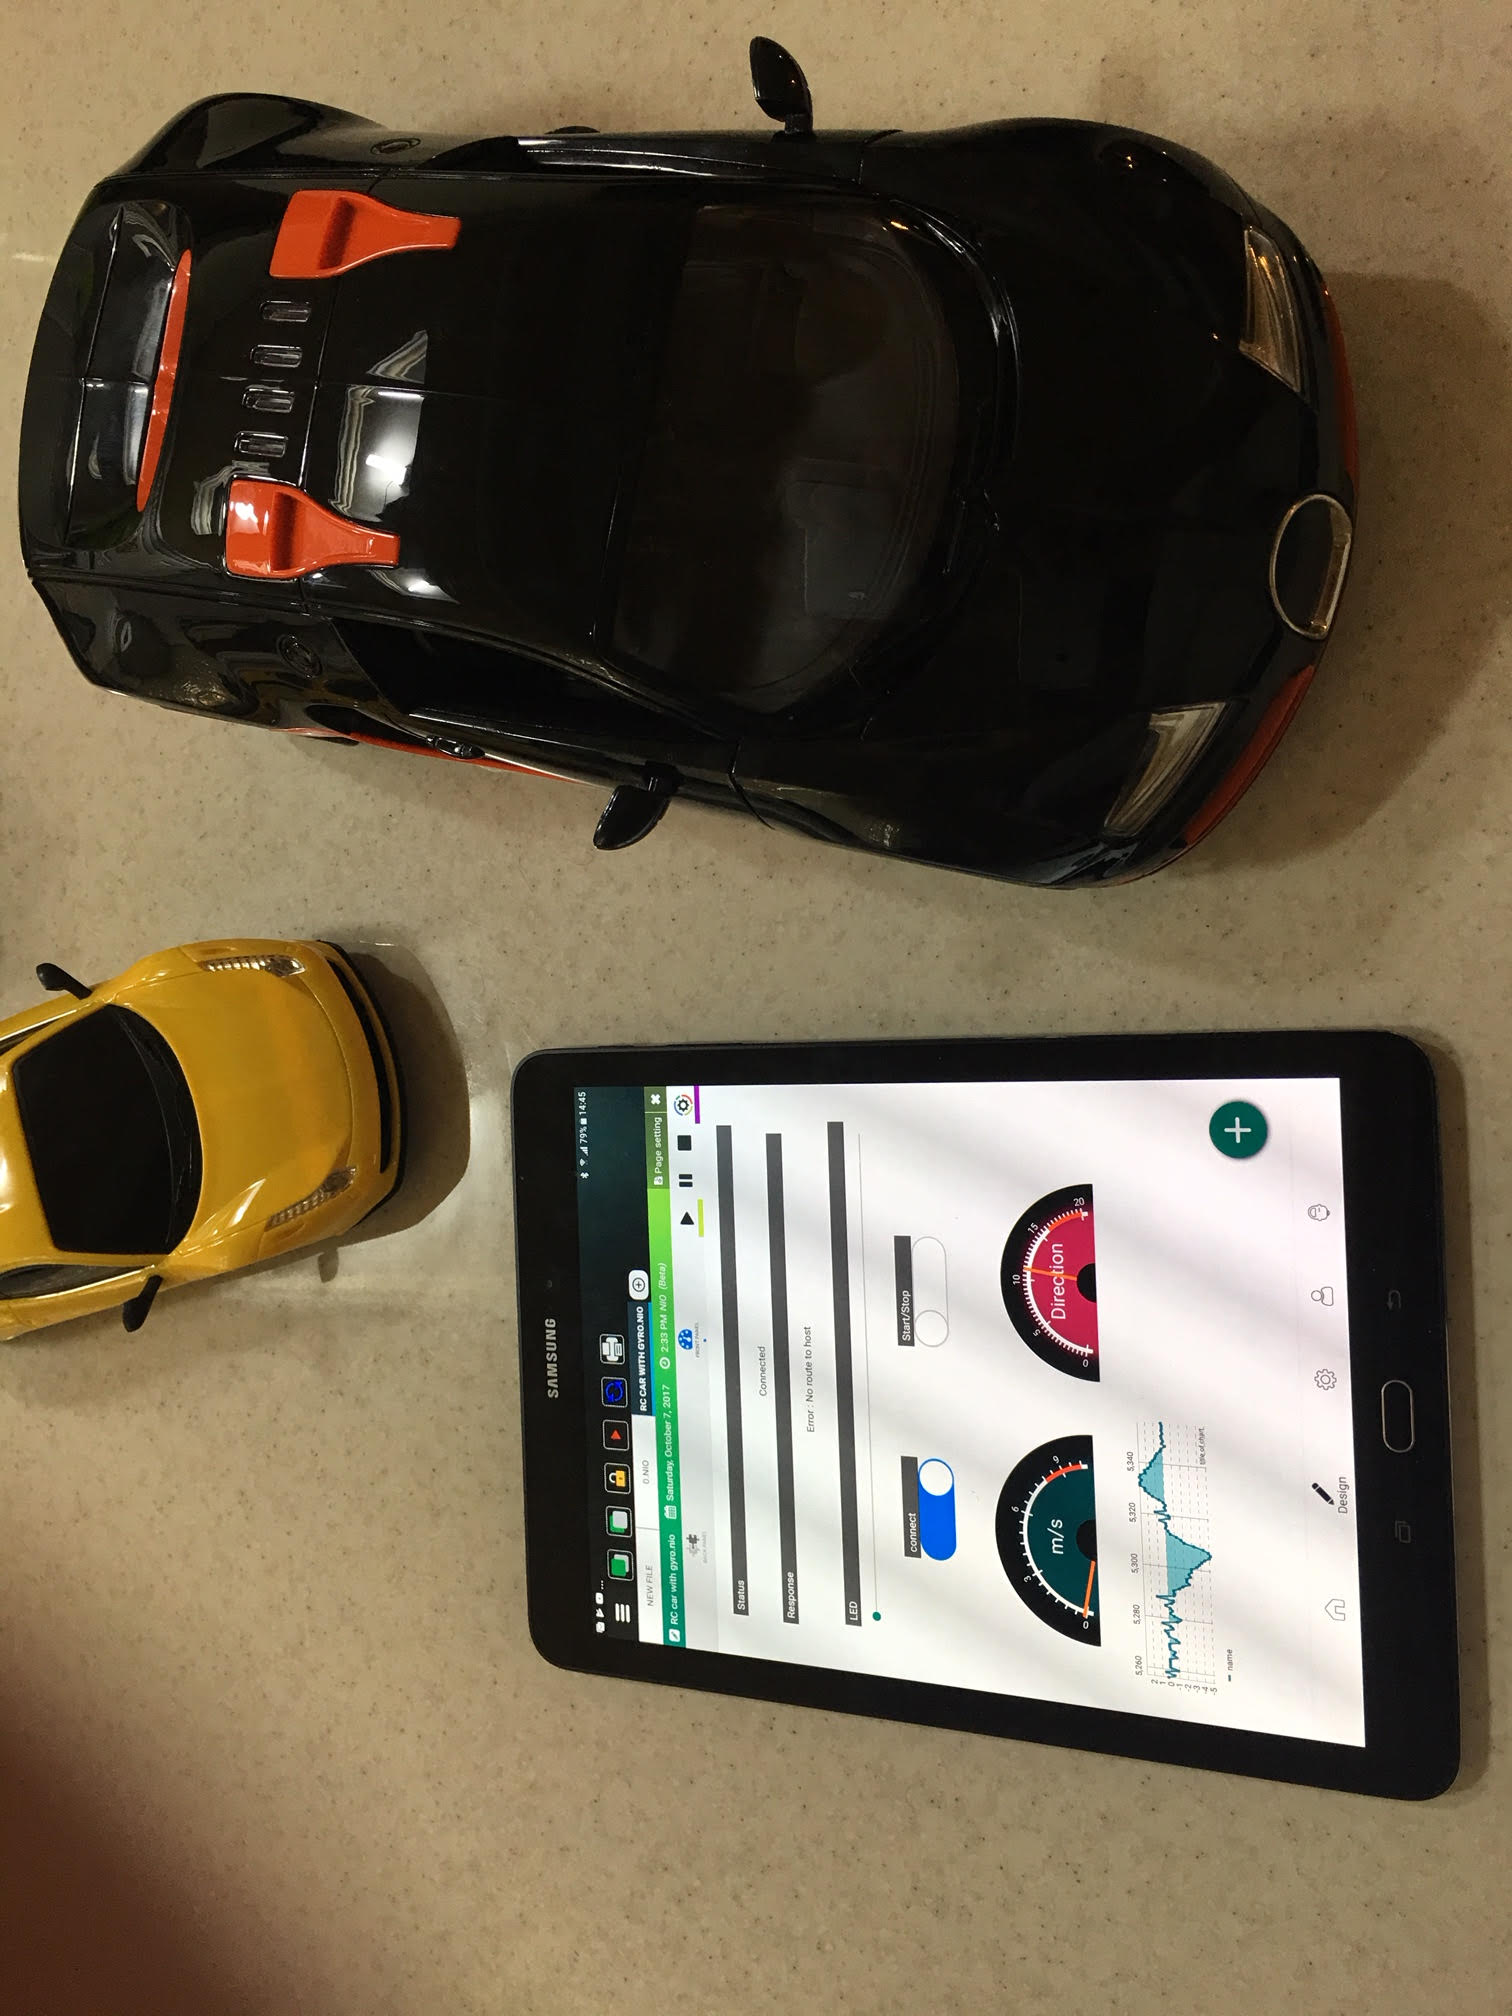 SAMSUNG
79% 14:45
NEW FILE
0.NIO
RC CAR WITH GYRO.NIO
RC car with gyro.nio
Saturday, October 7, 2017
2:33 PM NIO (Beta)
Page setting
BACK PANEL
FRONT PANEL
Status
Connected
Response
Error : No route to host
LED
connect
Start/Stop
0 3 6 9
m/s
0 5 10 15 20
Direction
5,260 5,280 5,300 5,320 5,340
2
1
0
-1
-2
-3
-4
-5
title of chart.
name
Design